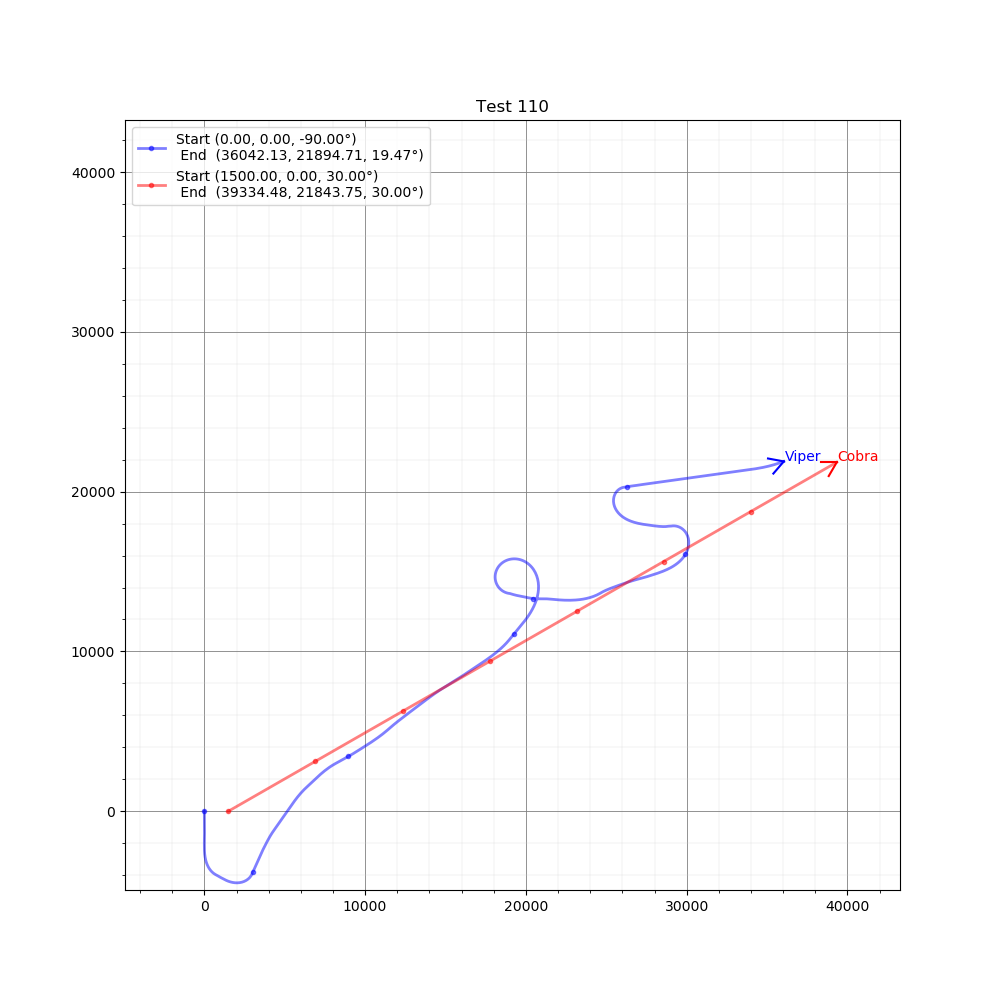 Test 110
Start (0.00, 0.00, -90.00°)
End (36042.13, 21894.71, 19.47°)
Start (1500.00, 0.00, 30.00°)
End (39334.48, 21843.75, 30.00°)
40000
30000
20000
10000
0
Viper
Cobra
0
10000
20000
30000
40000